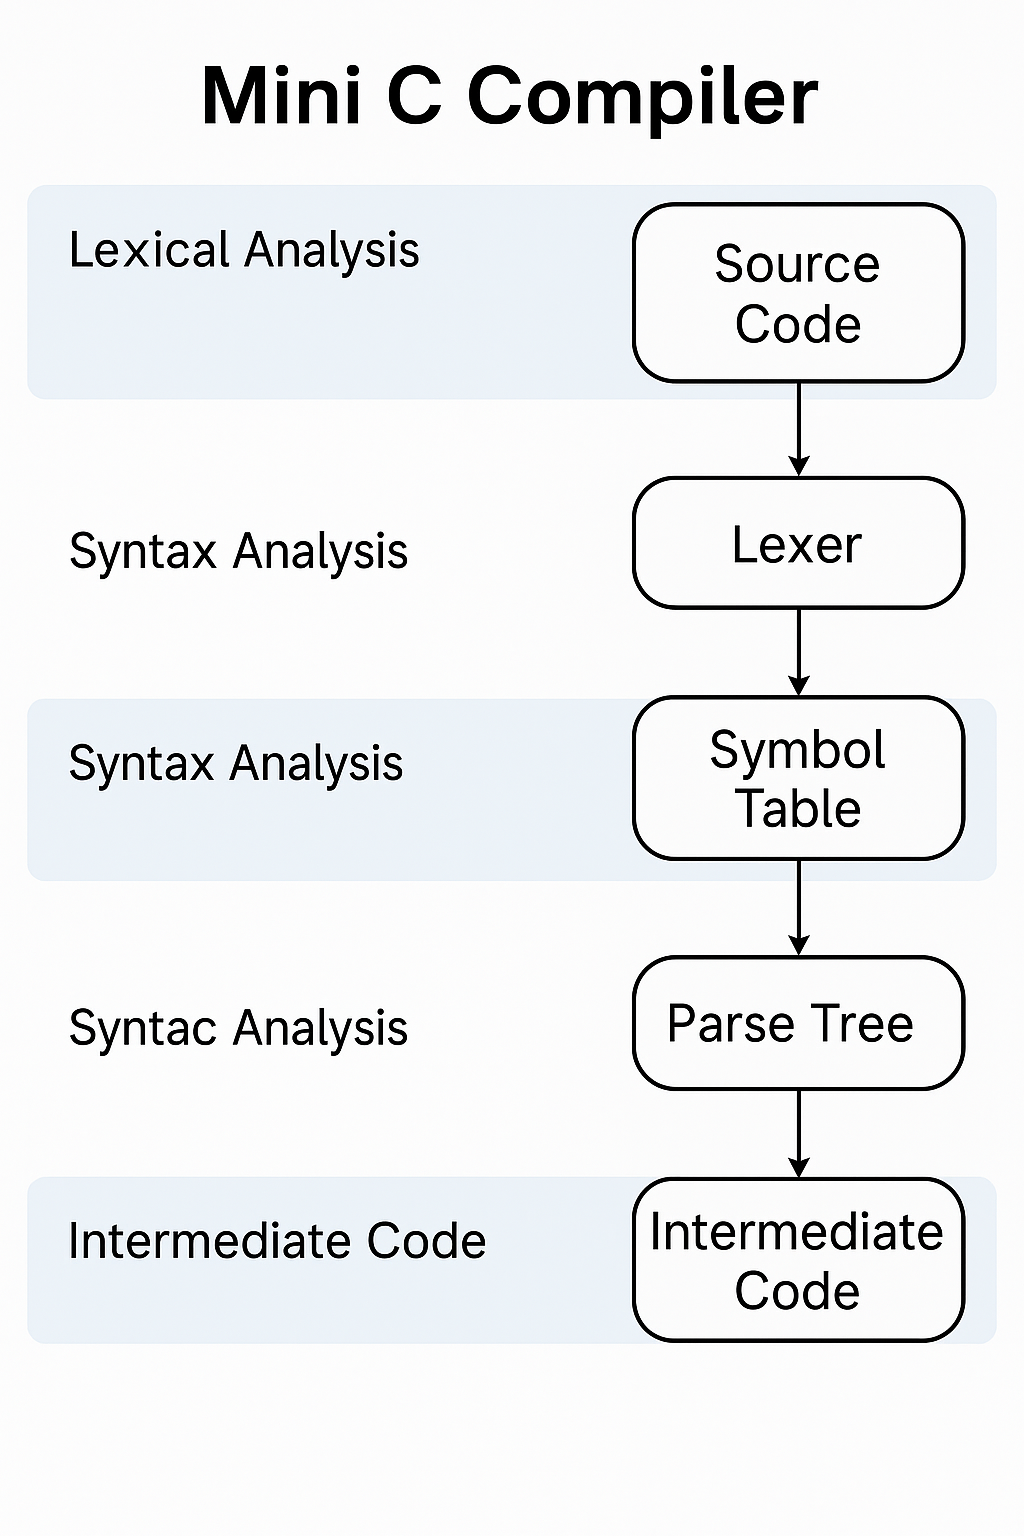 Mini C Compiler
Lexical Analysis
Source
Code
Syntax Analysis
Lexer
Syntax Analysis
Symbol
Table
Syntac Analysis
Parse Tree
Intermediate Code
Intermediate
Code